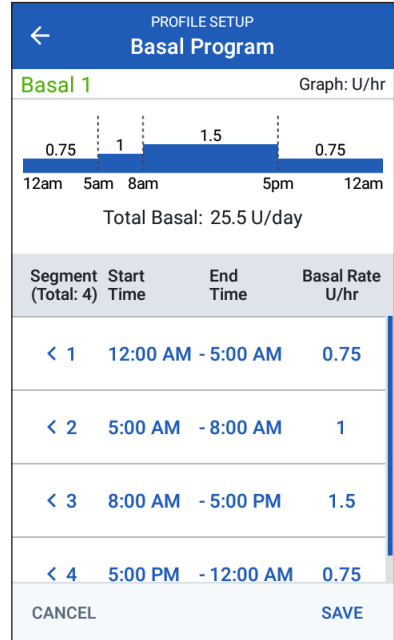 PROFILE SETUP
Basal Program
Basal 1 Graph: U/hr
0.75 1 1.5 0.75
12am 5am 8am 5pm 12am
Total Basal: 25.5 U/day
Segment Start End Basal Rate
(Total: 4) Time Time U/hr
< 1 12:00 AM - 5:00 AM 0.75
< 2 5:00 AM - 8:00 AM 1
< 3 8:00 AM - 5:00 PM 1.5
< 4 5:00 PM - 12:00 AM 0.75
CANCEL SAVE